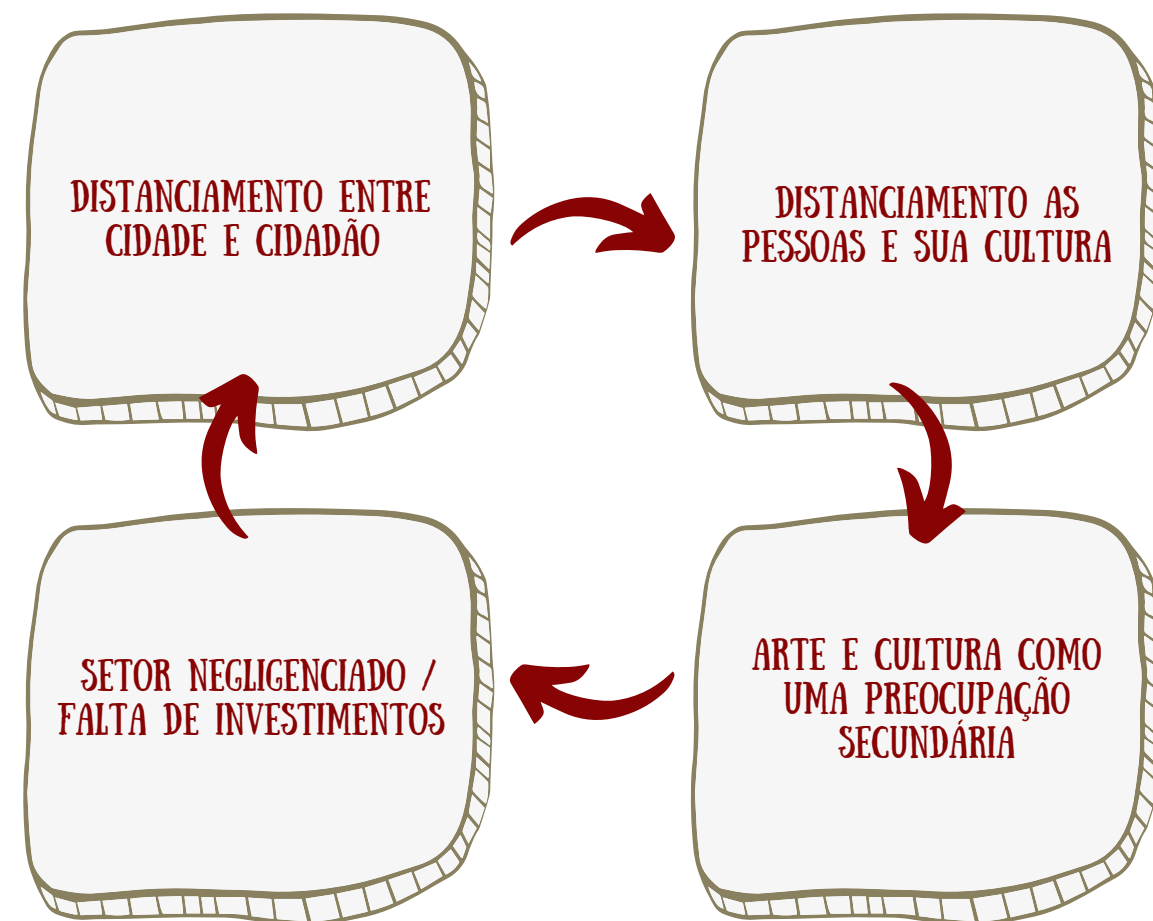 DISTANCIAMENTO ENTRE
CIDADE E CIDADÃO
DISTANCIAMENTO AS
PESSOAS E SUA CULTURA
ARTE E CULTURA COMO
UMA PREOCUPAÇÃO
SECUNDÁRIA
SETOR NEGLIGENCIADO /
FALTA DE INVESTIMENTOS